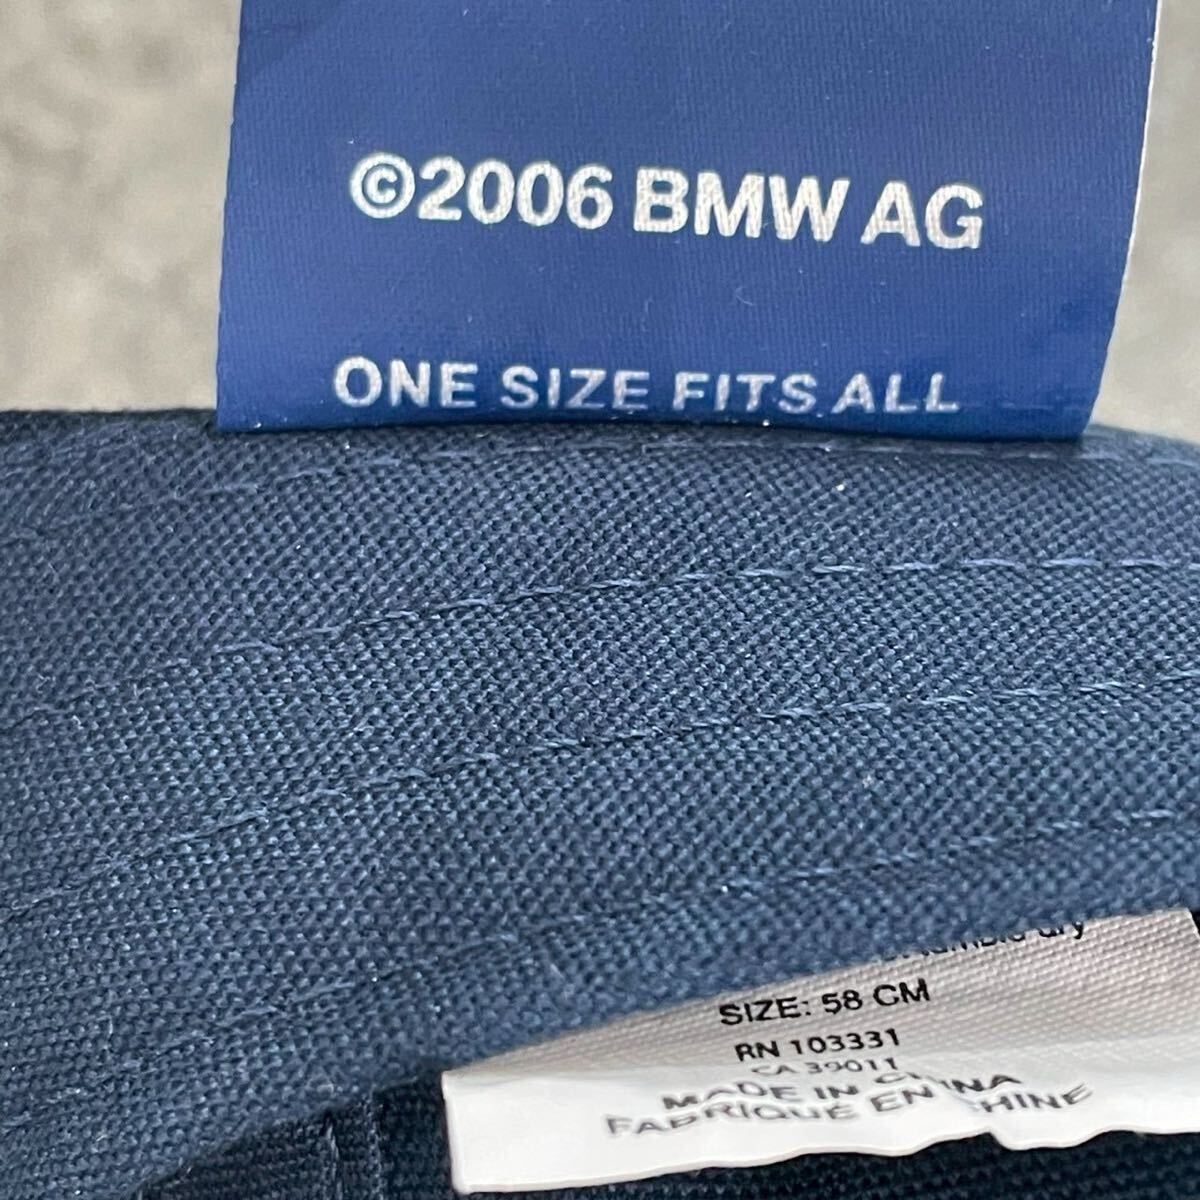 ©2006 BMW AG
ONE SIZE FITS ALL
dry
SIZE: 58 CM
RN 103331
CA 39011
MADE IN CHINA
FABRIQUÉ EN CHINE